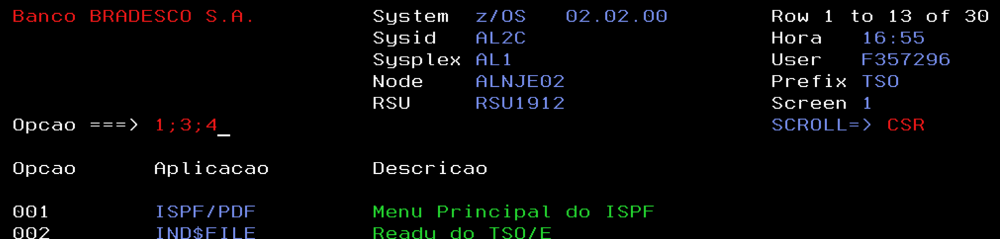 Banco BRADESCO S.A. System z/OS 02.02.00 Row 1 to 13 of 30
Sysid AL2C Hora 16:55
Sysplex AL1 User F357296
Node ALNJE02 Prefix TSO
RSU RSU1912 Screen 1
Opcao ===> 1;3;4_ SCROLL=> CSR
Opcao Aplicacao Descricao
001 ISPF/PDF Menu Principal do ISPF
002 IND$FILE Ready do TSO/E